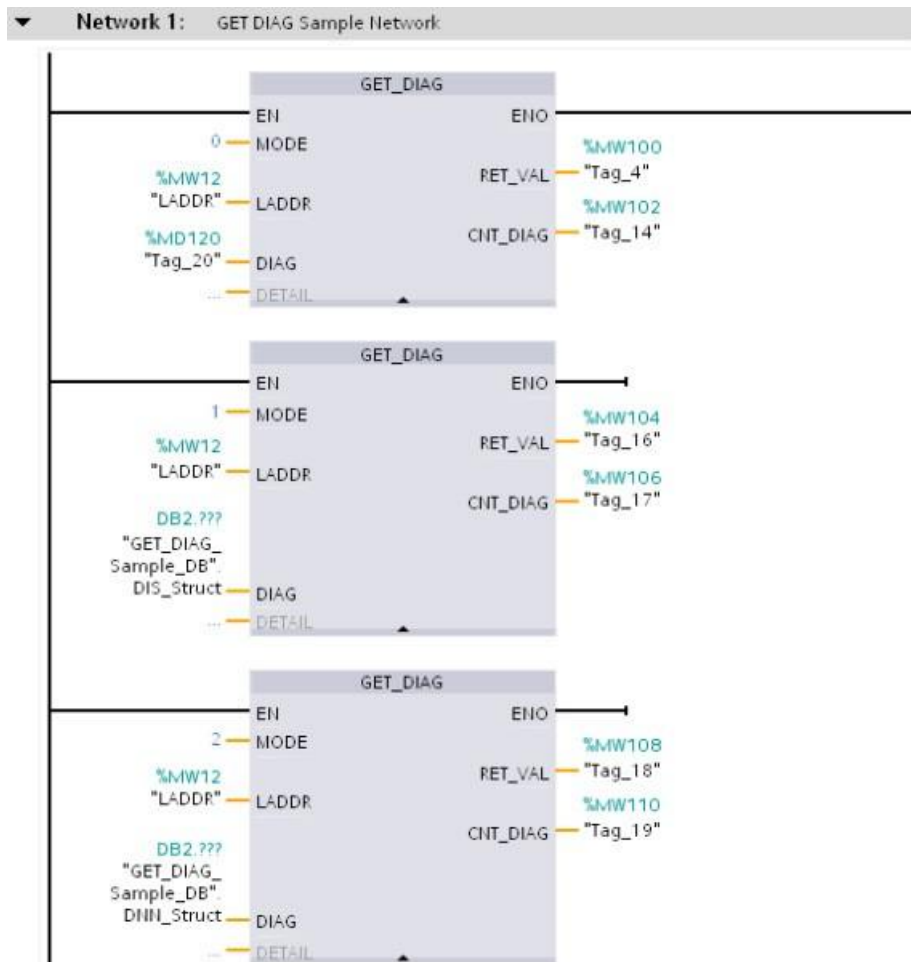 Network 1: GET DIAG Sample Network
GET_DIAG
EN ENO
0 MODE
%MW100
RET_VAL "Tag_4"
%MW12
"LADDR" LADDR
%MW102
CNT_DIAG "Tag_14"
%MD120
"Tag_20" DIAG
... DETAIL
GET_DIAG
EN ENO
1 MODE
%MW104
RET_VAL "Tag_16"
%MW12
"LADDR" LADDR
%MW106
CNT_DIAG "Tag_17"
DB2.???
"GET_DIAG_
Sample_DB".
DIS_Struct DIAG
... DETAIL
GET_DIAG
EN ENO
2 MODE
%MW108
RET_VAL "Tag_18"
%MW12
"LADDR" LADDR
%MW110
CNT_DIAG "Tag_19"
DB2.???
"GET_DIAG_
Sample_DB".
DNN_Struct DIAG
... DETAIL